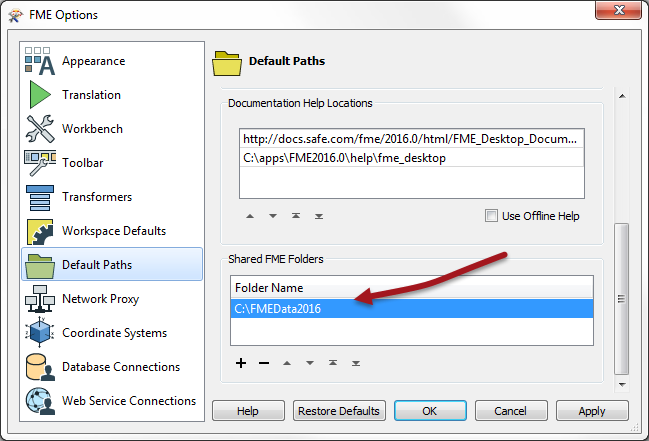 FME Options
Appearance
Translation
Workbench
Toolbar
Transformers
Workspace Defaults
Default Paths
Network Proxy
Coordinate Systems
Database Connections
Web Service Connections
Default Paths
Documentation Help Locations
http://docs.safe.com/fme/2016.0/html/FME_Desktop_Docum...
C:\apps\FME2016.0\help\fme_desktop
Use Offline Help
Shared FME Folders
Folder Name
C:\FMEData2016
Help
Restore Defaults
OK
Cancel
Apply